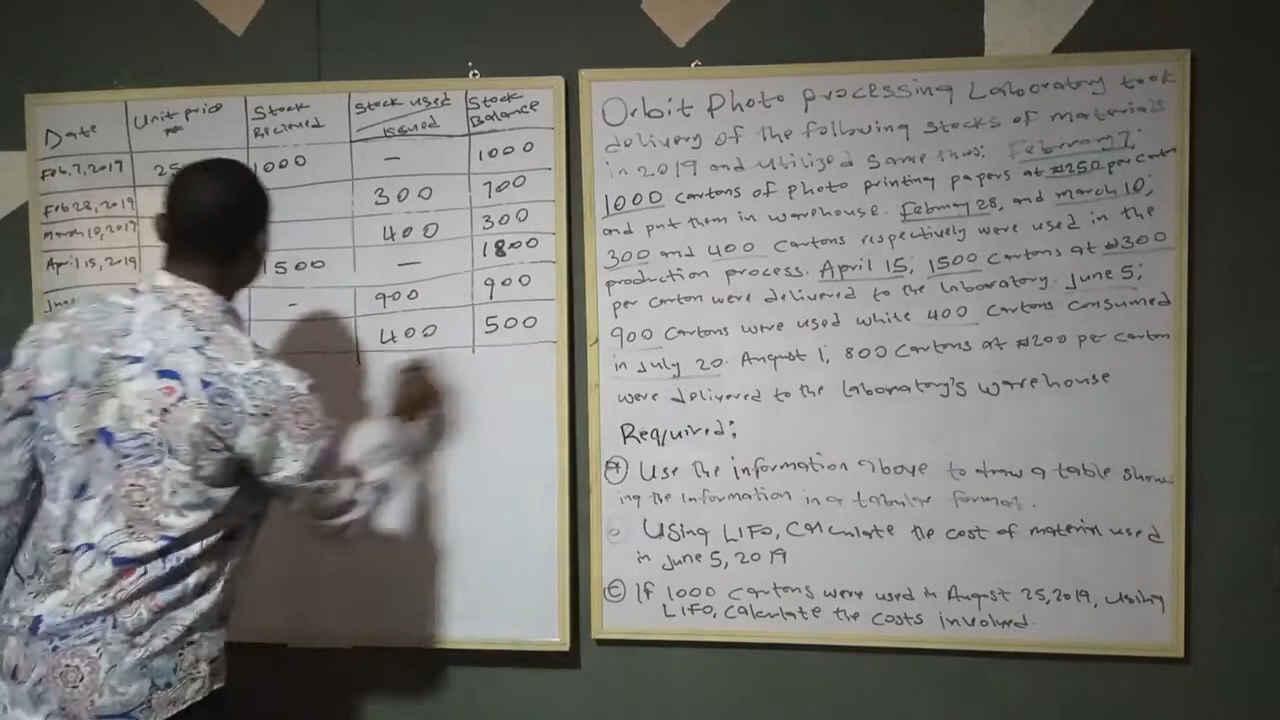 Date Unit price Stock Recieved Stock used Issued Stock Balance
Feb. 7, 2019 25 1000 — 1000
Feb 28, 2019 300 700
March 10, 2019 400 300
April 15, 2019 1500 — 1800
- 900 900
400 500
Orbit Photo processing Laboratory took
delivery of the following stocks of materials
in 2019 and utilized same thus: February 7;
1000 cartons of photo printing papers at ₦250 per carton
and put them in warehouse. February 28, and march 10;
300 and 400 cartons respectively were used in the
production process. April 15, 1500 cartons at ₦300
per carton were delivered to the laboratory. June 5;
900 cartons were used while 400 cartons consumed
in July 20. August 1; 800 cartons at ₦200 per carton
were delivered to the laboratory's warehouse
Required;
(A) Use the information above to draw a table show
ing the information in a tabular format.
Using LIFO, calculate the cost of material used
in June 5, 2019
(C) If 1000 cartons were used in August 25, 2019, using
LIFO, calculate the costs involved.